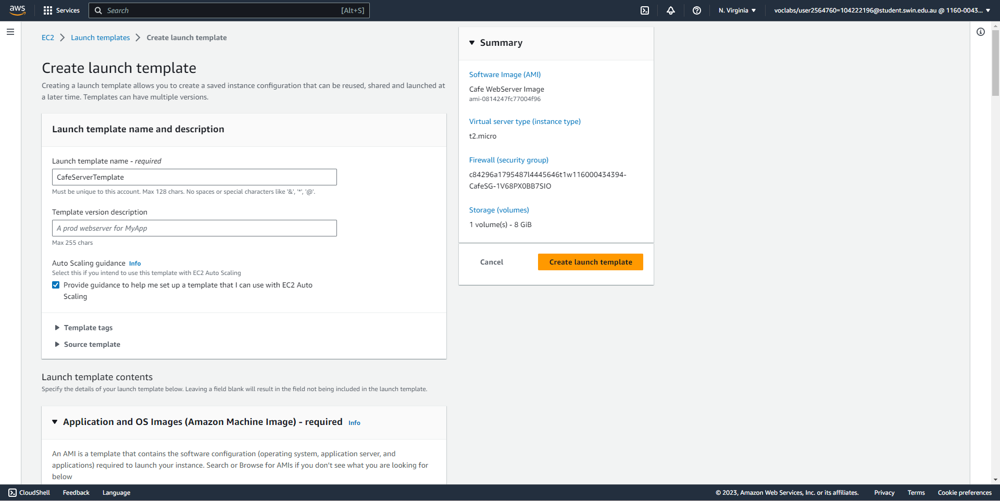 aws
Services
Search
[Alt+S]
N. Virginia
voclabs/user2564760=104222196@student.swin.edu.au @ 1160-0043...
EC2
Launch templates
Create launch template
Create launch template
Creating a launch template allows you to create a saved instance configuration that can be reused, shared and launched at
a later time. Templates can have multiple versions.
Launch template name and description
Launch template name - required
CafeServerTemplate
Must be unique to this account. Max 128 chars. No spaces or special characters like '&', '*', '@'.
Template version description
A prod webserver for MyApp
Max 255 chars
Auto Scaling guidance Info
Select this if you intend to use this template with EC2 Auto Scaling
Provide guidance to help me set up a template that I can use with EC2 Auto
Scaling
Template tags
Source template
Launch template contents
Specify the details of your launch template below. Leaving a field blank will result in the field not being included in the launch template.
Application and OS Images (Amazon Machine Image) - required Info
An AMI is a template that contains the software configuration (operating system, application server, and
applications) required to launch your instance. Search or Browse for AMIs if you don't see what you are looking for
below
Summary
Software Image (AMI)
Cafe WebServer Image
ami-0814247fc77004f96
Virtual server type (instance type)
t2.micro
Firewall (security group)
c84296a1795487l4445646t1w116000434394-
CafeSG-1V68PX0BB7SIO
Storage (volumes)
1 volume(s) - 8 GiB
Cancel
Create launch template
CloudShell
Feedback
Language
© 2023, Amazon Web Services, Inc. or its affiliates.
Privacy
Terms
Cookie preferences